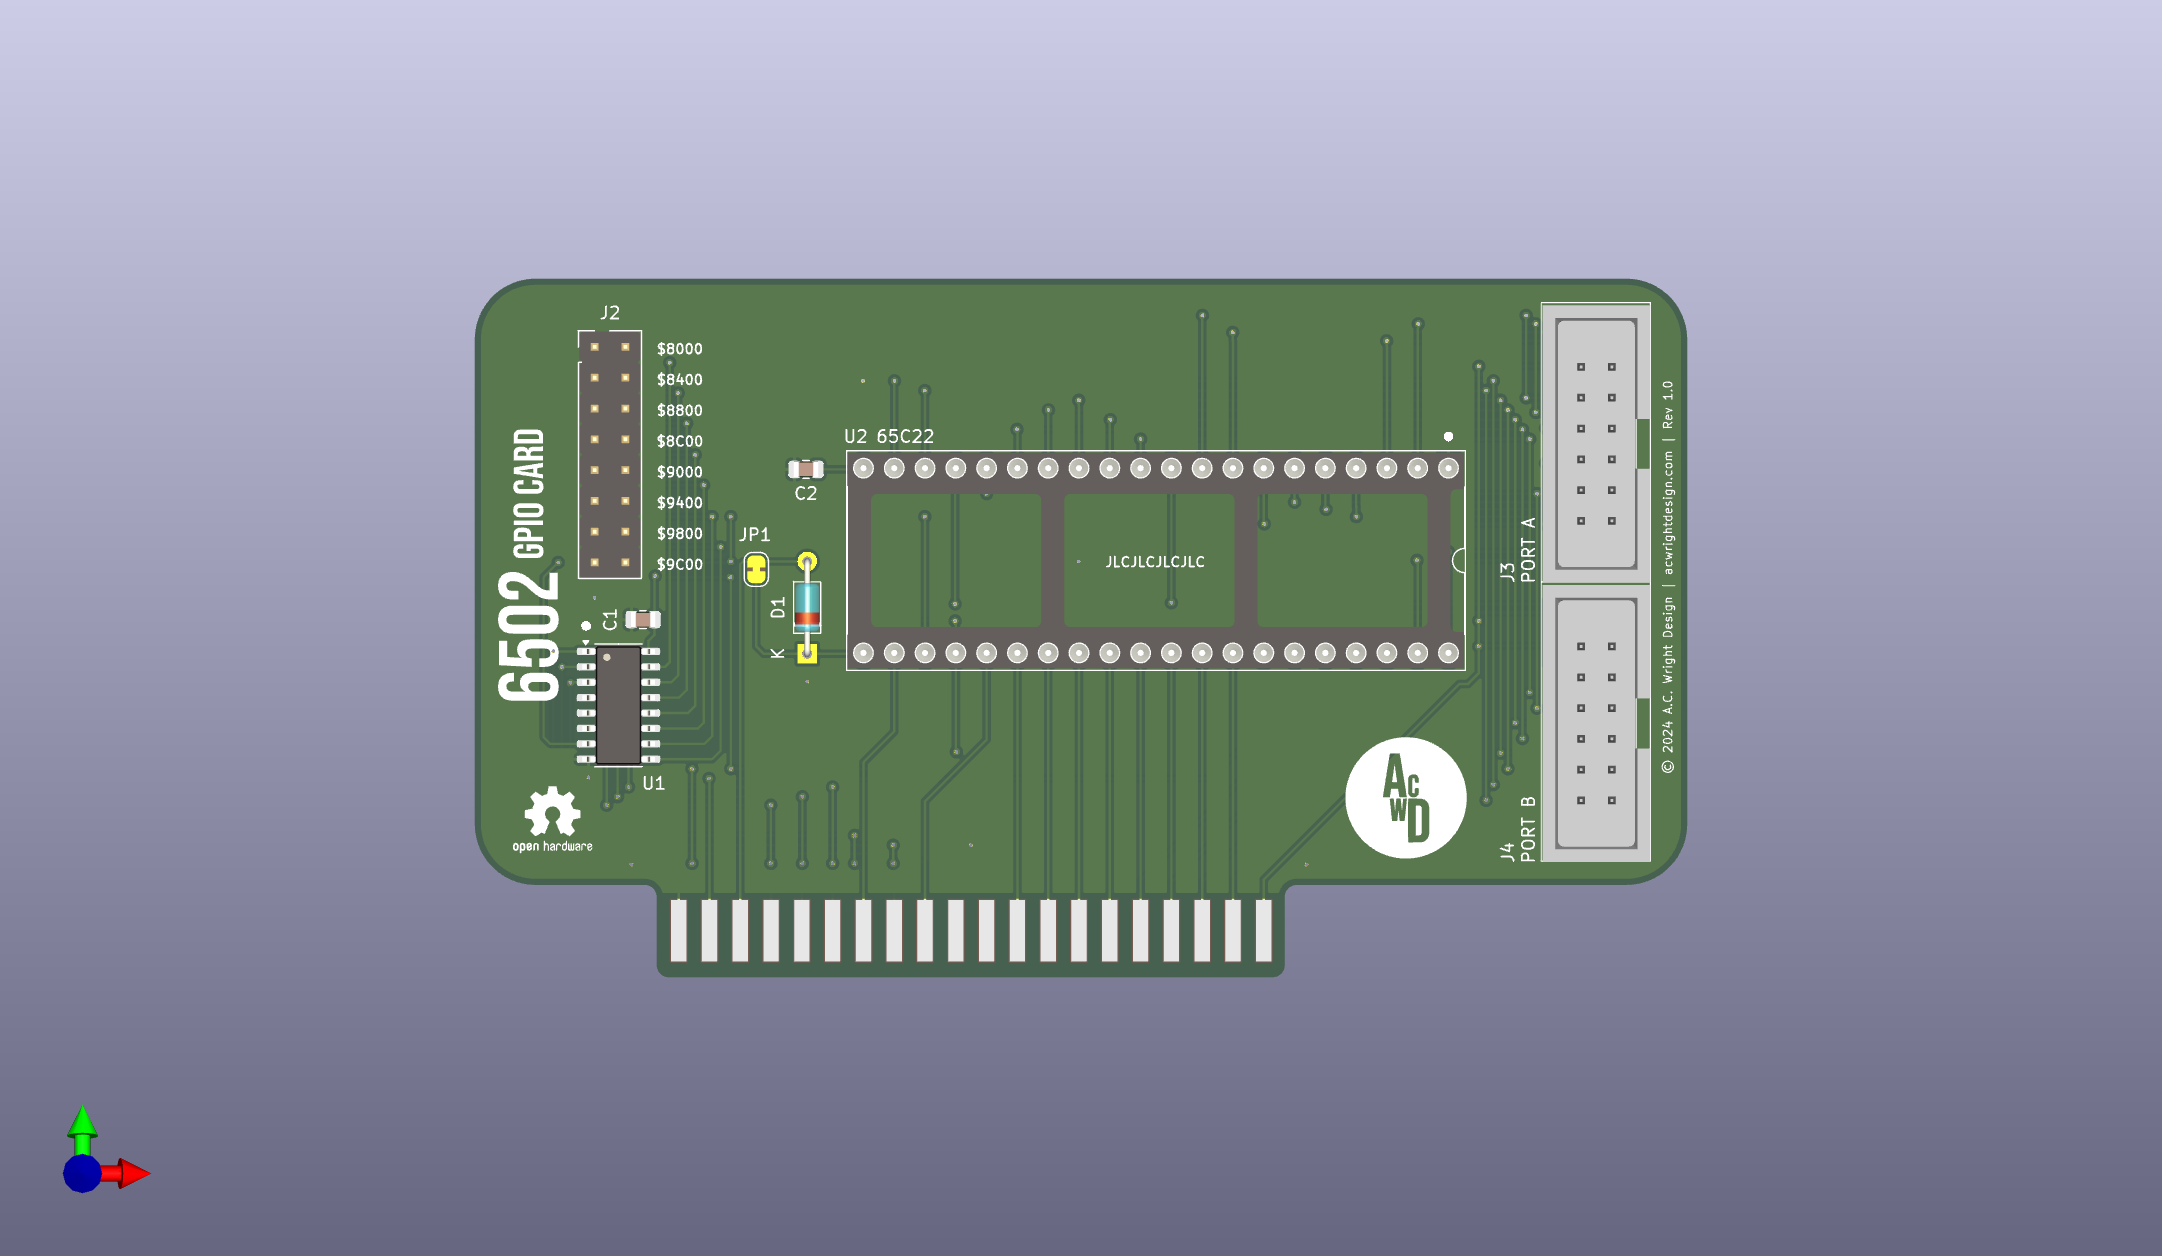 J2
$8000
$8400
$8800
$8C00
$9000
$9400
$9800
$9C00
6502 GPIO CARD
C1
U1
open hardware
JP1
C2
D1
K
U2 65C22
JLCJLCJLCJLC
J3
PORT A
J4
PORT B
ACWD
© 2024 A.C. Wright Design | acwrightdesign.com | Rev 1.0